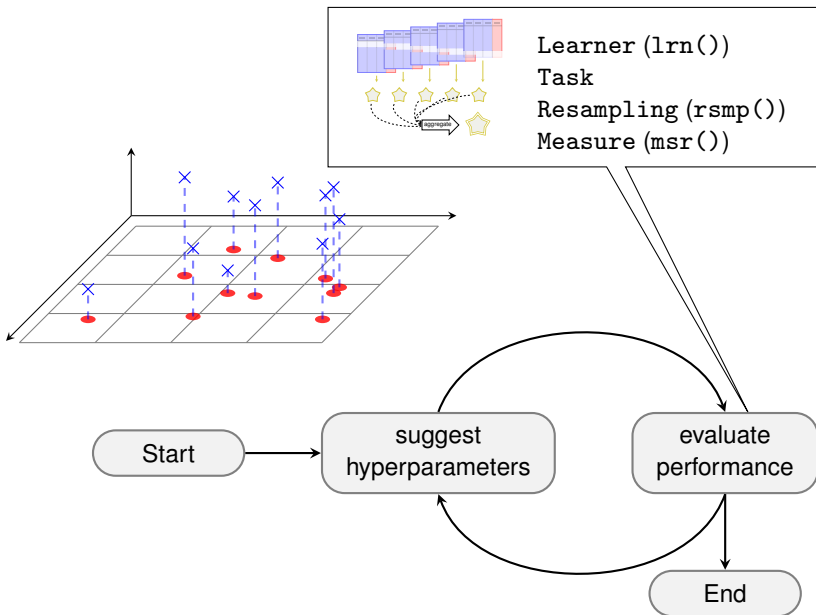 Learner (lrn())
Task
Resampling (rsmp())
Measure (msr())
aggregate
Start
suggest
hyperparameters
evaluate
performance
End